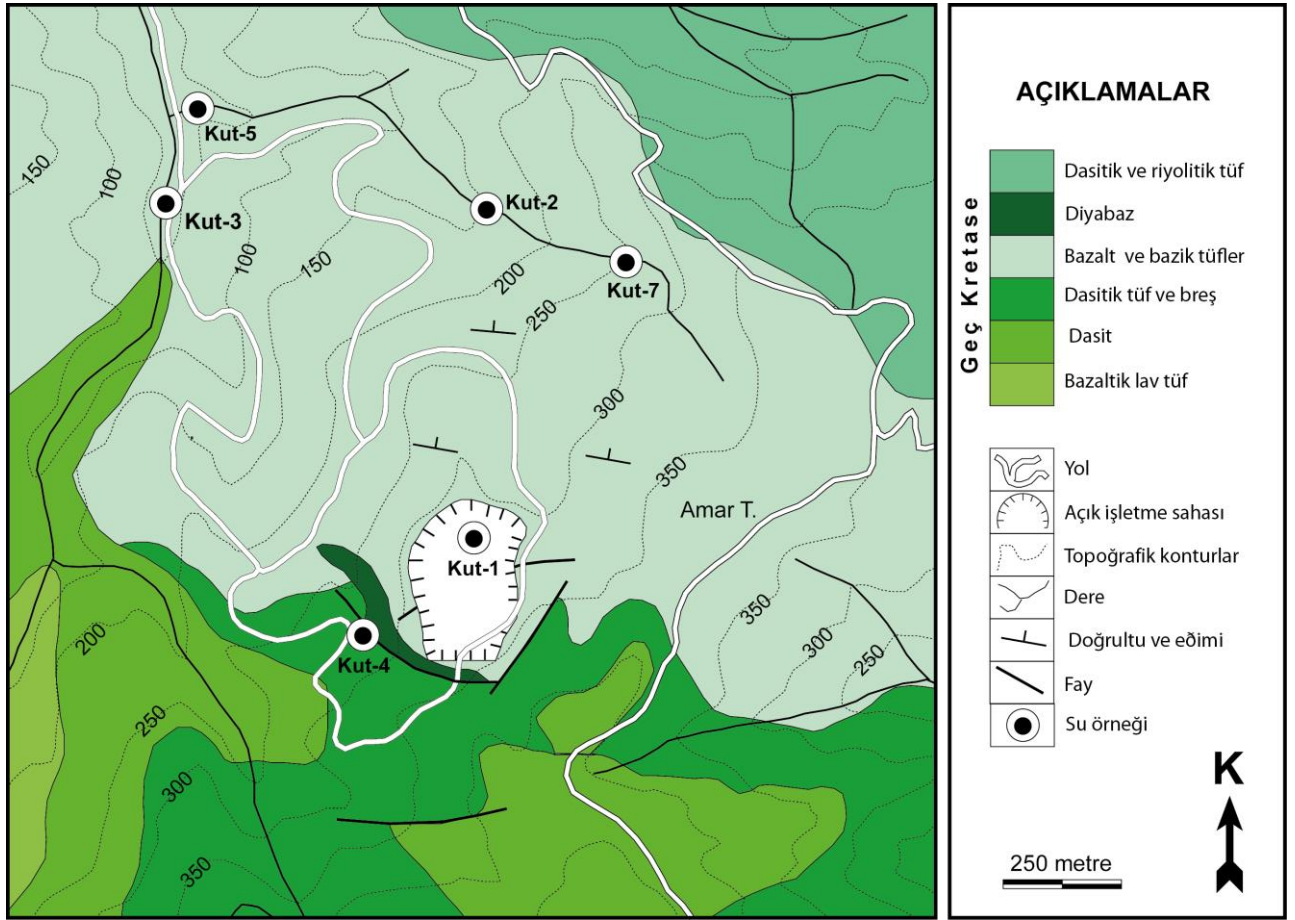 Kut-5
Kut-3
Kut-2
Kut-7
Kut-1
Kut-4
Amar T.
150
100
100
150
200
250
300
350
200
250
300
350
350
300
250
AÇIKLAMALAR
Geç Kretase
Dasitik ve riyolitik tüf
Diyabaz
Bazalt ve bazik tüfler
Dasitik tüf ve breş
Dasit
Bazaltik lav tüf
Yol
Açık işletme sahası
Topoğrafik konturlar
Dere
Doğrultu ve eðimi
Fay
Su örneği
K
250 metre